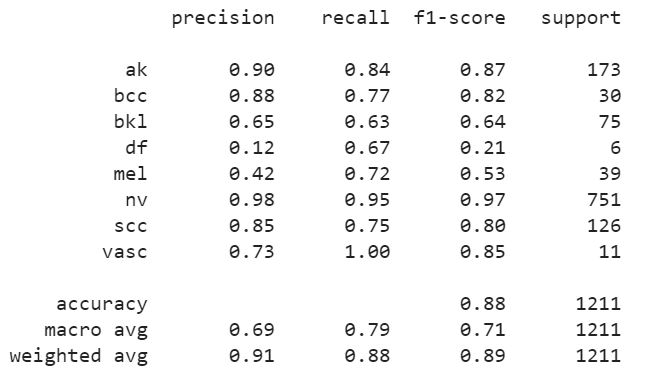 precision recall f1-score support
ak 0.90 0.84 0.87 173
bcc 0.88 0.77 0.82 30
bkl 0.65 0.63 0.64 75
df 0.12 0.67 0.21 6
mel 0.42 0.72 0.53 39
nv 0.98 0.95 0.97 751
scc 0.85 0.75 0.80 126
vasc 0.73 1.00 0.85 11
accuracy 0.88 1211
macro avg 0.69 0.79 0.71 1211
weighted avg 0.91 0.88 0.89 1211